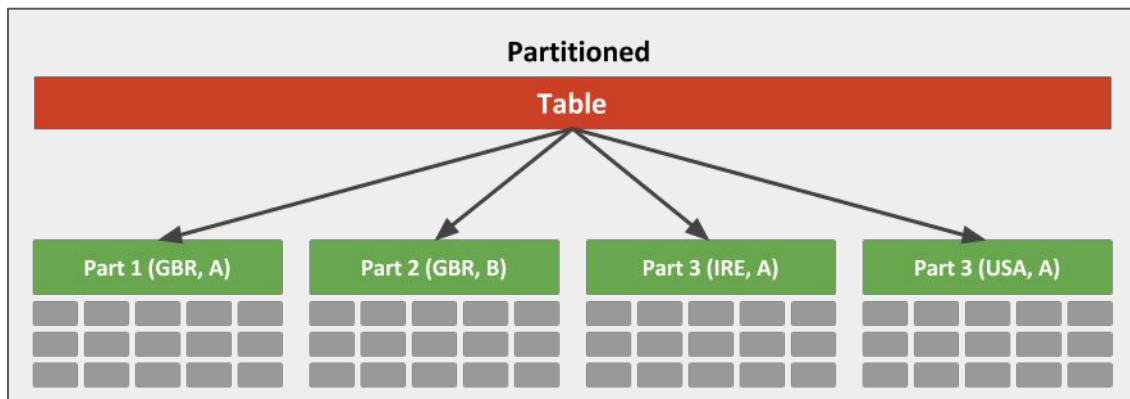 Partitioned
Table
Part 1 (GBR, A)
Part 2 (GBR, B)
Part 3 (IRE, A)
Part 3 (USA, A)